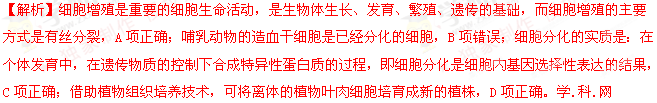 【解析】细胞增殖是重要的细胞生命活动，是生物体生长、发育、繁殖、遗传的基础，而细胞增殖的主要
方式是有丝分裂，A 项正确；哺乳动物的造血干细胞是已经分化的细胞，B 项错误；细胞分化的实质是：在
个体发育中，在遗传物质的控制下合成特异性蛋白质的过程，即细胞分化是细胞内基因选择性表达的结果，
C 项正确；借助植物组织培养技术，可将离体的植物叶肉细胞培育成新的植株，D 项正确。学.科.网